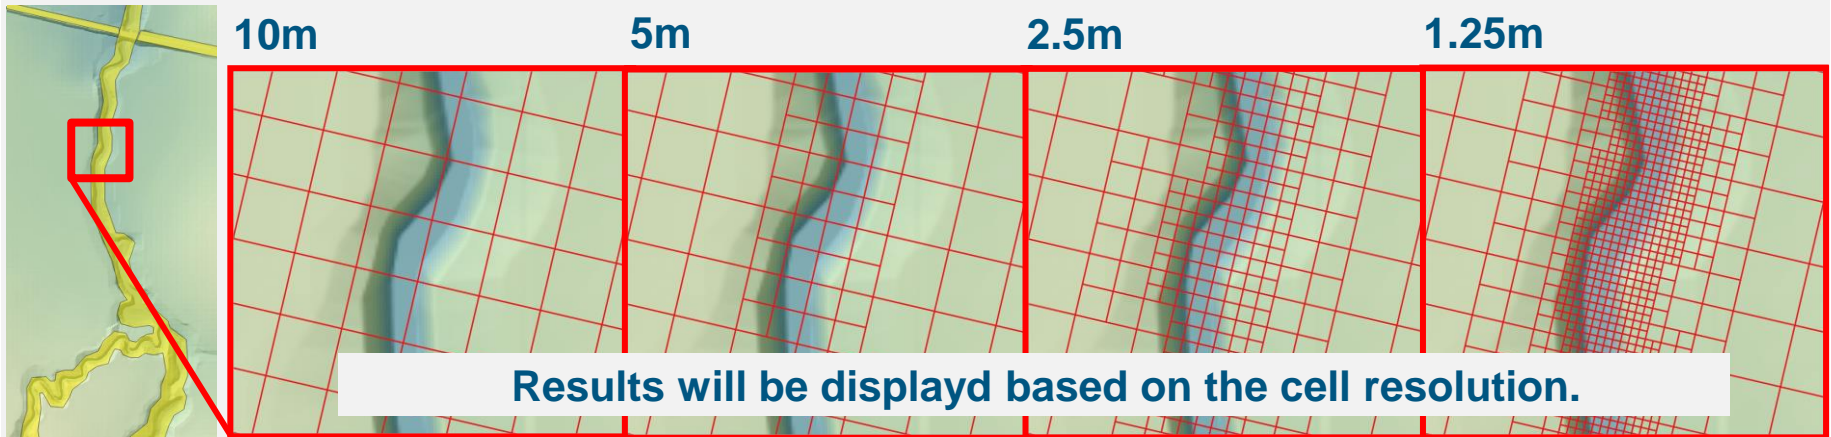 10m
5m
2.5m
1.25m
Results will be displayd based on the cell resolution.